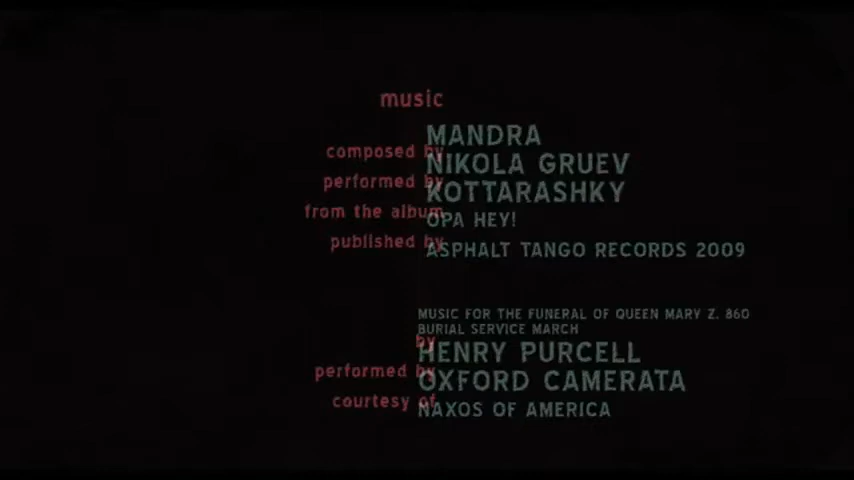 music
MANDRA
composed by NIKOLA GRUEV
performed by KOTTARASHKY
from the album OPA HEY!
published by ASPHALT TANGO RECORDS 2009
MUSIC FOR THE FUNERAL OF QUEEN MARY Z. 860
BURIAL SERVICE MARCH
by HENRY PURCELL
performed by OXFORD CAMERATA
courtesy of NAXOS OF AMERICA